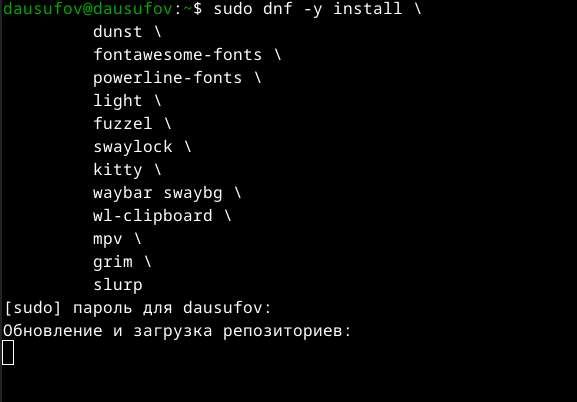 dausufov@dausufov:~$ sudo dnf -y install \
dunst \
fontawesome-fonts \
powerline-fonts \
light \
fuzzel \
swaylock \
kitty \
waybar swaybg \
wl-clipboard \
mpv \
grim \
slurp
[sudo] пароль для dausufov:
Обновление и загрузка репозиториев: